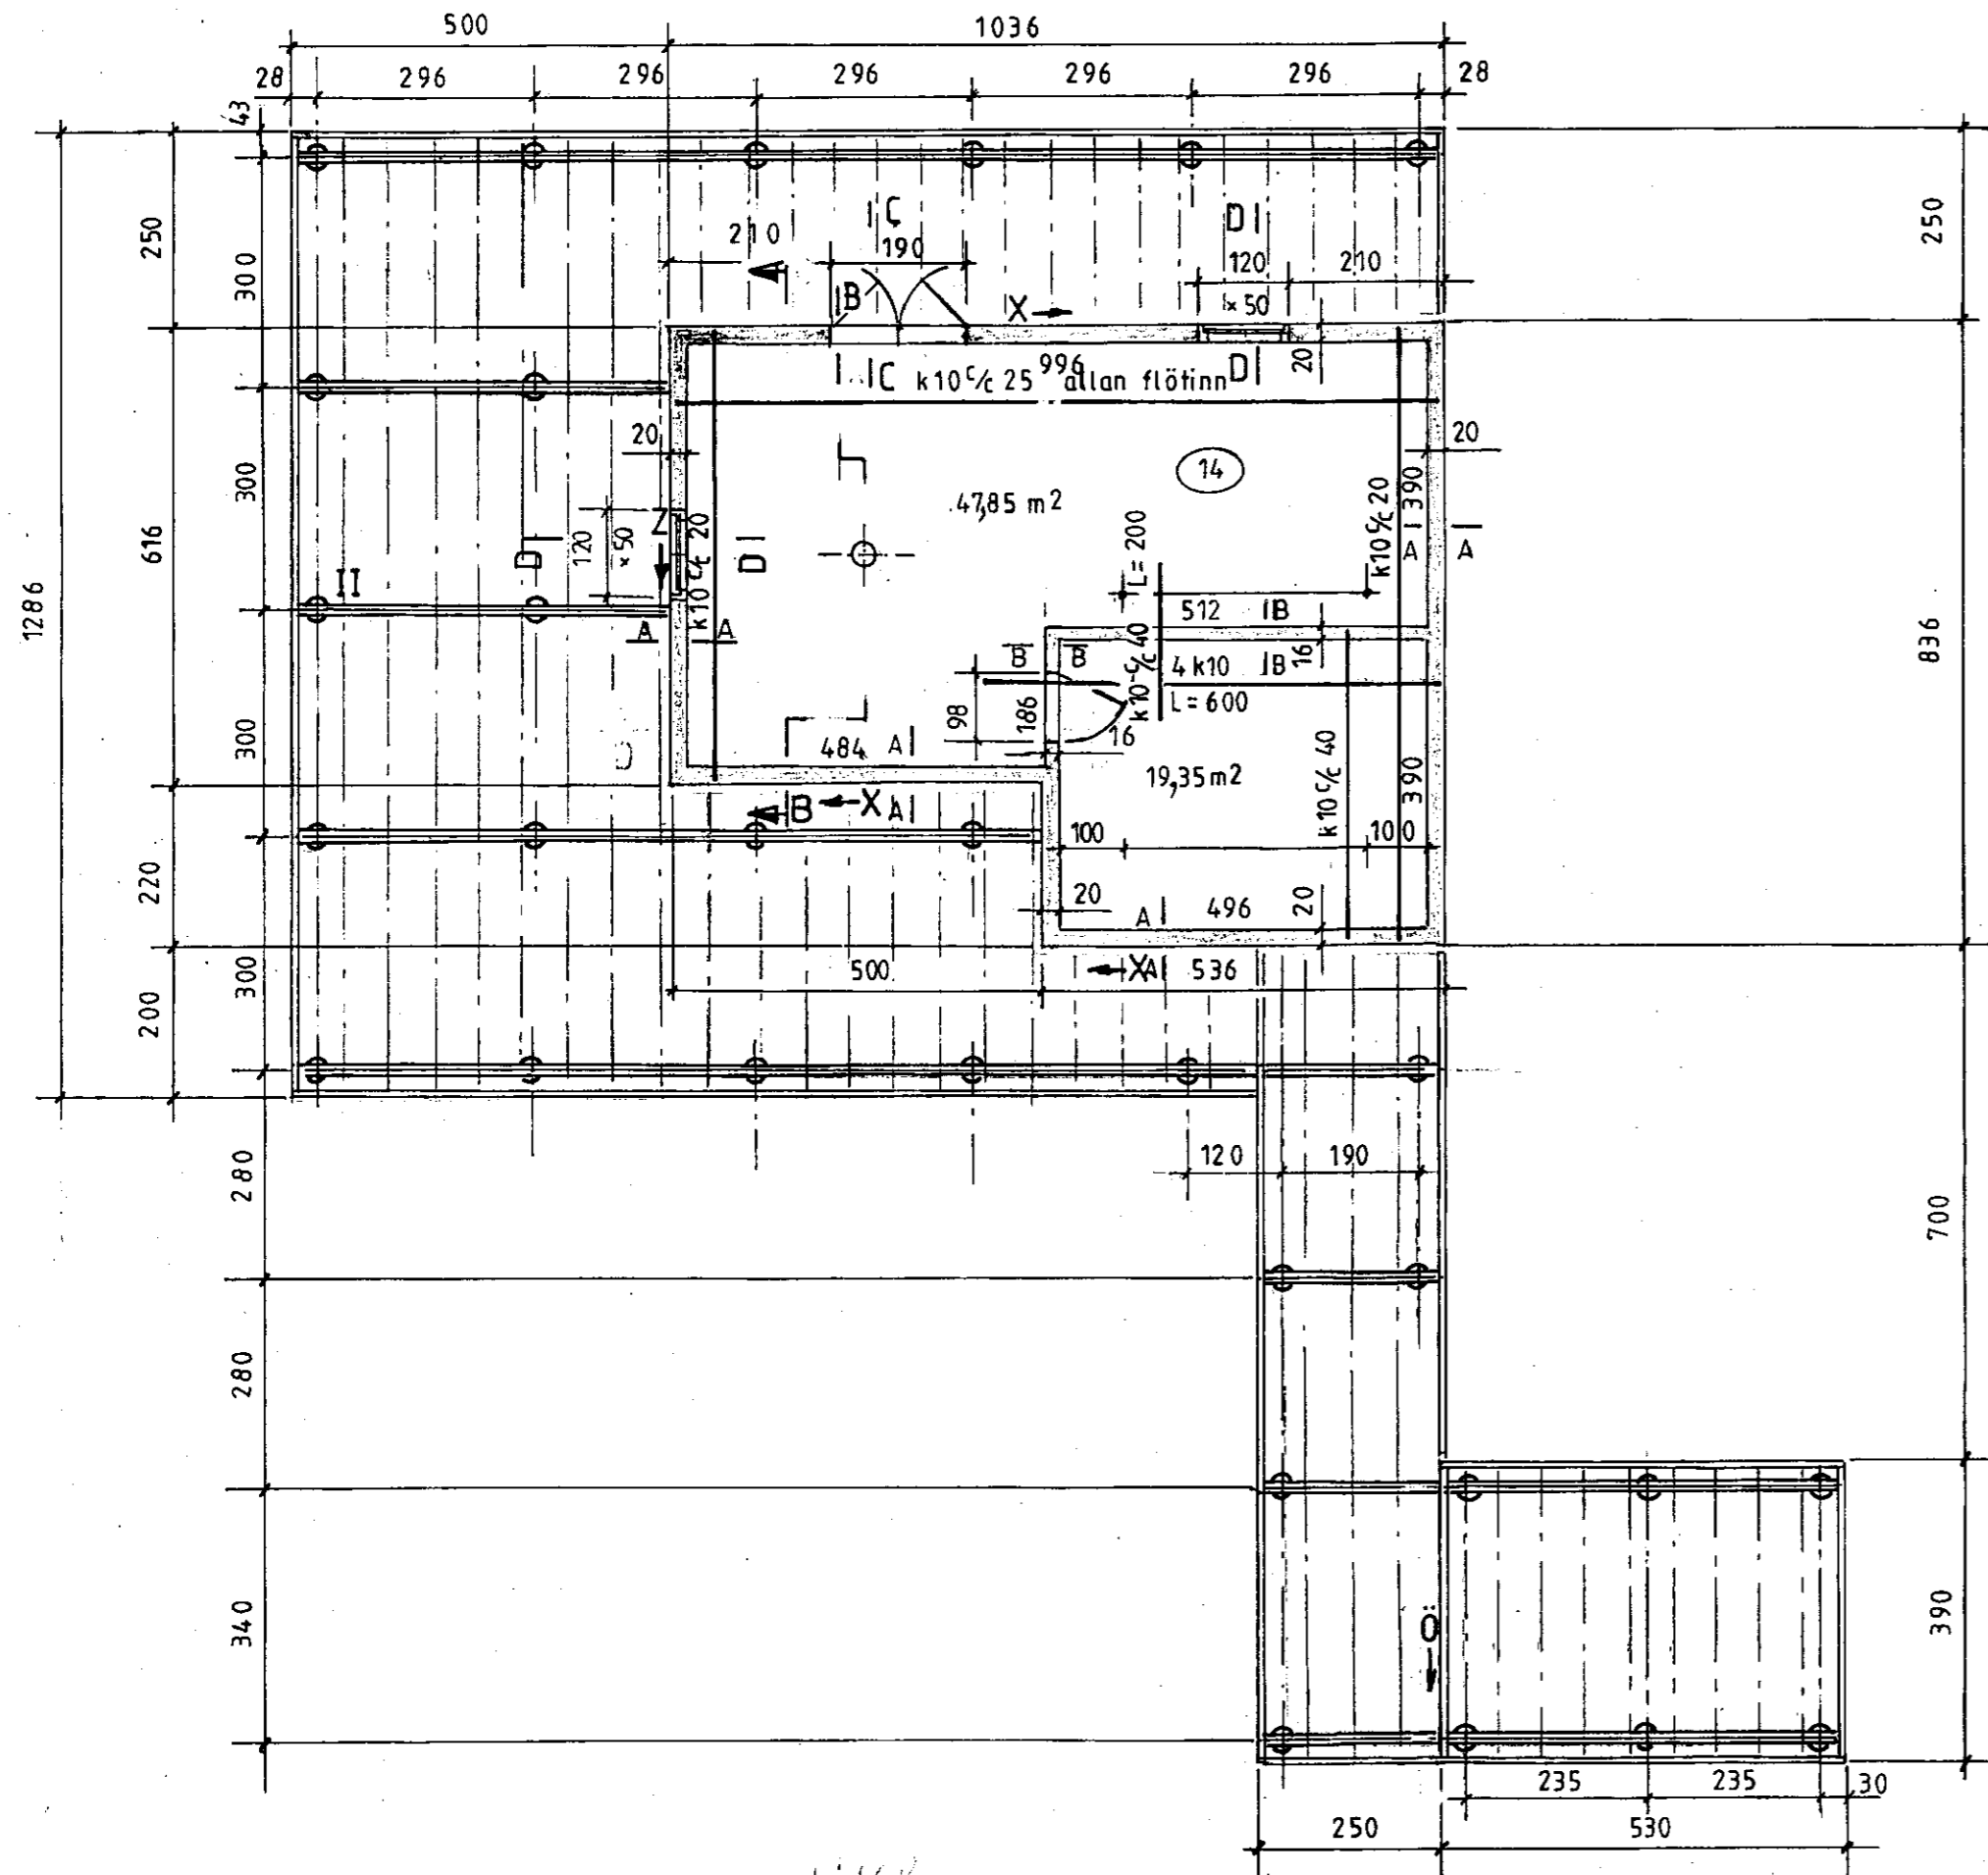 500 1036
28 296 296 296 296 296 28
43
250
300
210 190
C
B
X
D
120 210
× 50
250
996
C k10 c/c 25 allan flötinn D
20
20
20
14
47,85 m2
300
616
1286
II
D
120
× 50
Z
k10 c/c 20
D
A A
L= 200
k10 c/c 20
390
A
A
512 B
16
B B
4 k10 B
L= 600
k10 c/c 40
98
186
16
836
300
484 A
B X A
19,35 m2
k10 c/c 40
390
100 100
20
A 496 20
220
300
200
500 X A 536
280
120 190
700
280
340
Ö
390
235 235 30
250 530